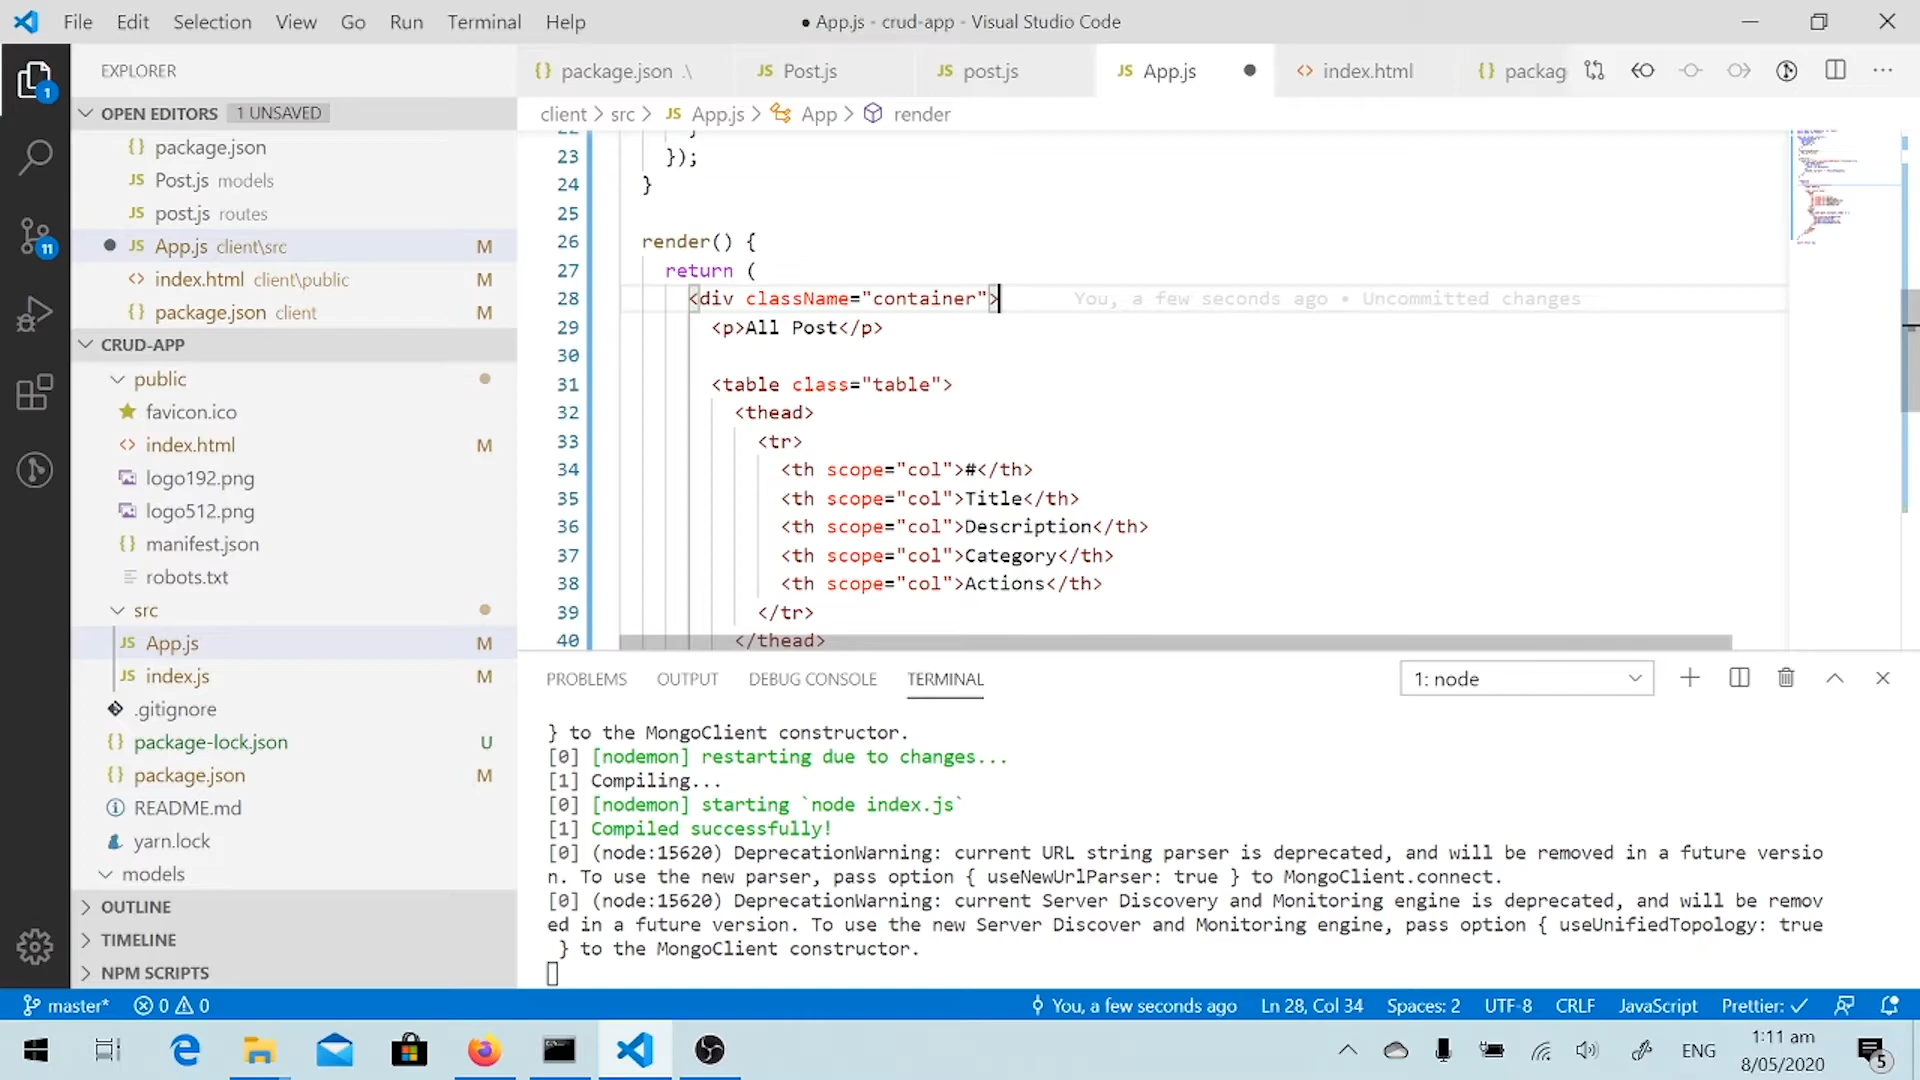 File Edit Selection View Go Run Terminal Help
● App.js - crud-app - Visual Studio Code
EXPLORER
OPEN EDITORS 1 UNSAVED
{} package.json
JS Post.js models
JS post.js routes
● JS App.js client\src M
<> index.html client\public M
{} package.json client M
CRUD-APP
public
favicon.ico
<> index.html M
logo192.png
logo512.png
{} manifest.json
robots.txt
src
JS App.js M
JS index.js M
.gitignore
{} package-lock.json U
{} package.json M
README.md
yarn.lock
models
OUTLINE
TIMELINE
NPM SCRIPTS
1
11
{} package.json .\ JS Post.js JS post.js JS App.js ● <> index.html {} packag
client > src > JS App.js > App > render
22 }
23 });
24 }
25
26 render() {
27 return (
28 <div className="container"> You, a few seconds ago • Uncommitted changes
29 <p>All Post</p>
30
31 <table class="table">
32 <thead>
33 <tr>
34 <th scope="col">#</th>
35 <th scope="col">Title</th>
36 <th scope="col">Description</th>
37 <th scope="col">Category</th>
38 <th scope="col">Actions</th>
39 </tr>
40 </thead>
PROBLEMS OUTPUT DEBUG CONSOLE TERMINAL 1: node
} to the MongoClient constructor.
[0] [nodemon] restarting due to changes...
[1] Compiling...
[0] [nodemon] starting `node index.js`
[1] Compiled successfully!
[0] (node:15620) DeprecationWarning: current URL string parser is deprecated, and will be removed in a future versio
n. To use the new parser, pass option { useNewUrlParser: true } to MongoClient.connect.
[0] (node:15620) DeprecationWarning: current Server Discovery and Monitoring engine is deprecated, and will be remov
ed in a future version. To use the new Server Discover and Monitoring engine, pass option { useUnifiedTopology: true
} to the MongoClient constructor.
master* 0 0 You, a few seconds ago Ln 28, Col 34 Spaces: 2 UTF-8 CRLF JavaScript Prettier: ✓
ENG
1:11 am
8/05/2020
5